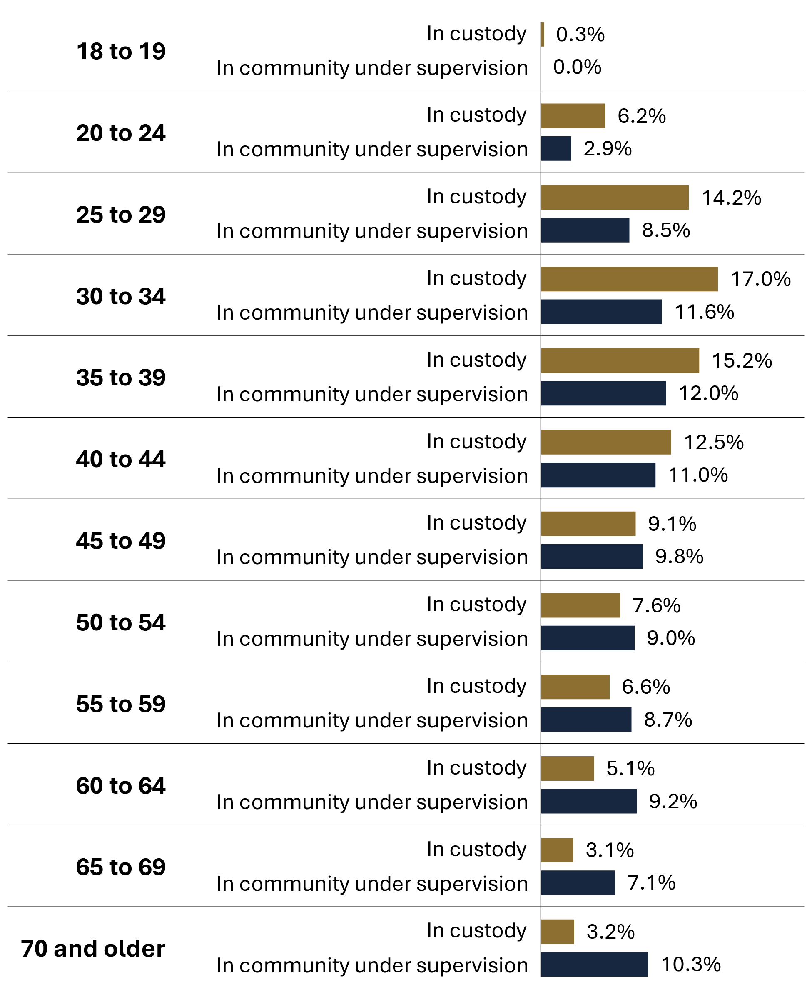 In custody 0.3%
18 to 19
In community under supervision 0.0%
In custody 6.2%
20 to 24
In community under supervision 2.9%
In custody 14.2%
25 to 29
In community under supervision 8.5%
In custody 17.0%
30 to 34
In community under supervision 11.6%
In custody 15.2%
35 to 39
In community under supervision 12.0%
In custody 12.5%
40 to 44
In community under supervision 11.0%
In custody 9.1%
45 to 49
In community under supervision 9.8%
In custody 7.6%
50 to 54
In community under supervision 9.0%
In custody 6.6%
55 to 59
In community under supervision 8.7%
In custody 5.1%
60 to 64
In community under supervision 9.2%
In custody 3.1%
65 to 69
In community under supervision 7.1%
In custody 3.2%
70 and older
In community under supervision 10.3%